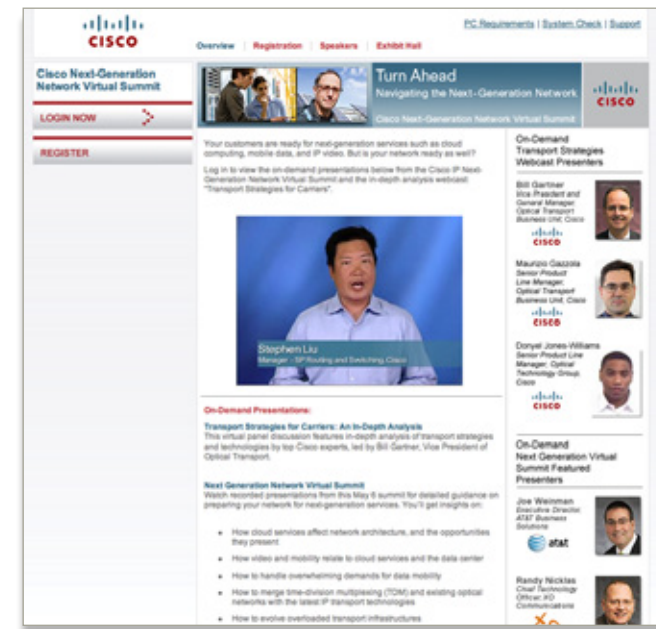 CISCO
PC Requirements | System Check | Support
Overview | Registration | Speakers | Exhibit Hall
Cisco Next-Generation
Network Virtual Summit
LOGIN NOW
REGISTER
Turn Ahead
Navigating the Next-Generation Network
Cisco Next-Generation Network Virtual Summit
CISCO
Your customers are ready for next-generation services such as cloud
computing, mobile data, and IP video. But is your network ready as well?
Log in to view the on-demand presentations below from the Cisco IP Next-
Generation Network Virtual Summit and the in-depth analysis webcast:
"Transport Strategies for Carriers".
Stephen Liu
Manager - SP Routing and Switching, Cisco
On-Demand Presentations:
Transport Strategies for Carriers: An In-Depth Analysis
This virtual panel discussion features in-depth analysis of transport strategies
and technologies by top Cisco experts, led by Bill Gartner, Vice President of
Optical Transport.
Next Generation Network Virtual Summit
Watch recorded presentations from this May 6 summit for detailed guidance on
preparing your network for next-generation services. You'll get insights on:
• How cloud services affect network architecture, and the opportunities
they present
• How video and mobility relate to cloud services and the data center
• How to handle overwhelming demands for data mobility
• How to merge time-division multiplexing (TDM) and existing optical
networks with the latest IP transport technologies
• How to evolve overloaded transport infrastructures
On-Demand
Transport Strategies
Webcast Presenters
Bill Gartner
Vice President and
General Manager,
Optical Transport
Business Unit, Cisco
CISCO
Maurizio Gazzola
Senior Product
Line Manager,
Optical Transport
Business Unit, Cisco
CISCO
Donyel Jones-Williams
Senior Product Line
Manager, Optical
Technology Group,
Cisco
CISCO
On-Demand
Next Generation Virtual
Summit Featured
Presenters
Joe Weinman
Executive Director,
AT&T Business
Solutions
at&t
Randy Nicklas
Chief Technology
Officer, XO
Communications